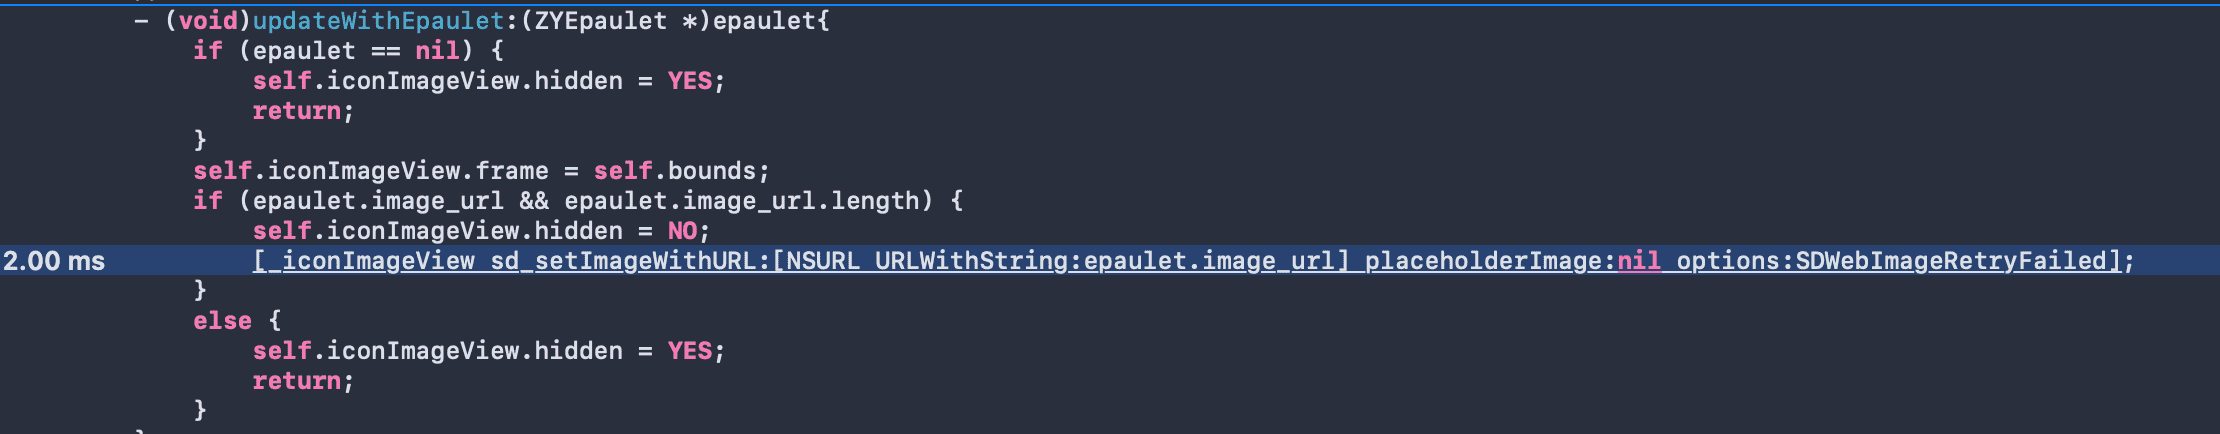 - (void)updateWithEpaulet:(ZYEpaulet *)epaulet{
if (epaulet == nil) {
self.iconImageView.hidden = YES;
return;
}
self.iconImageView.frame = self.bounds;
if (epaulet.image_url && epaulet.image_url.length) {
self.iconImageView.hidden = NO;
2.00 ms [_iconImageView sd_setImageWithURL:[NSURL URLWithString:epaulet.image_url] placeholderImage:nil options:SDWebImageRetryFailed];
}
else {
self.iconImageView.hidden = YES;
return;
}